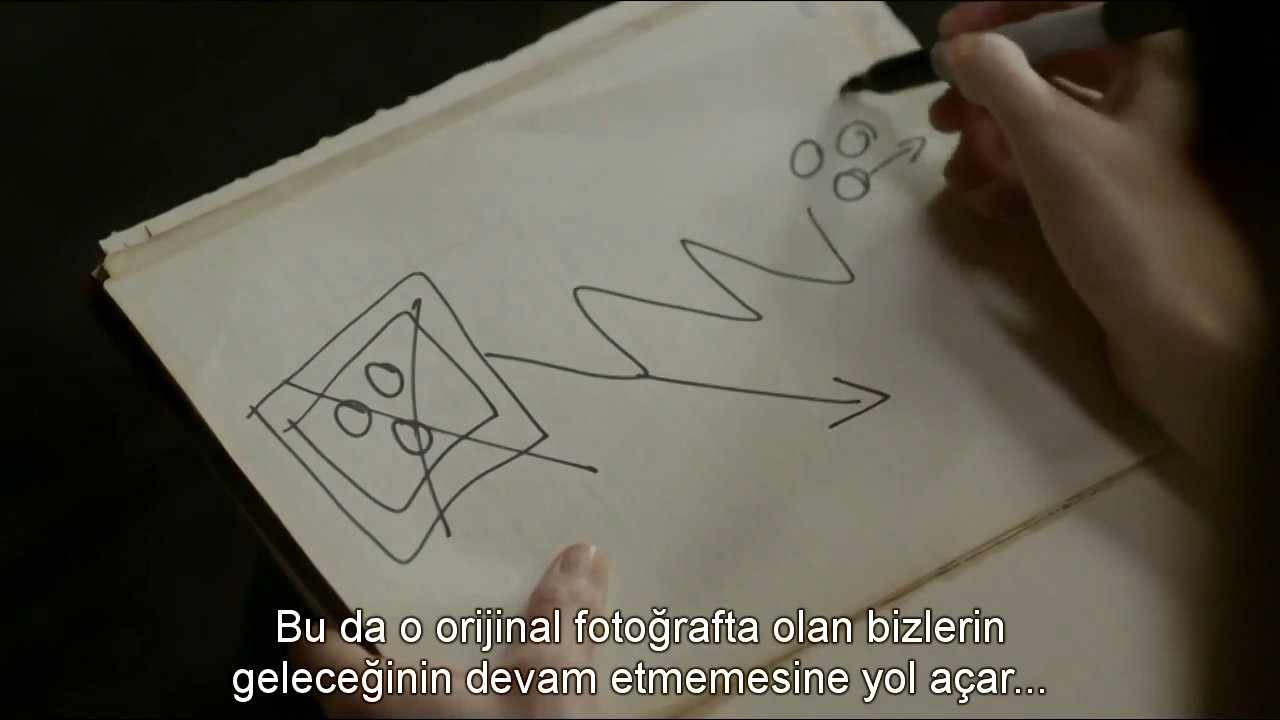 Bu da o orijinal fotoğrafta olan bizlerin
geleceğinin devam etmemesine yol açar...